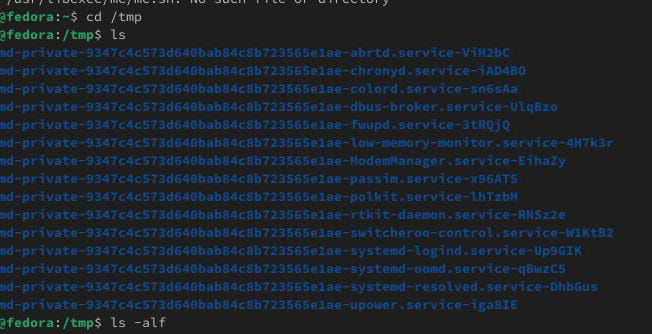 /usr/libexec/mc/mc.sh: No such file or directory
@fedora:~$ cd /tmp
@fedora:/tmp$ ls
md-private-9347c4c573d640bab84c8b723565e1ae-abrtd.service-ViM2bC
md-private-9347c4c573d640bab84c8b723565e1ae-chronyd.service-iAD4BO
md-private-9347c4c573d640bab84c8b723565e1ae-colord.service-sn6sAa
md-private-9347c4c573d640bab84c8b723565e1ae-dbus-broker.service-UlqBzo
md-private-9347c4c573d640bab84c8b723565e1ae-fwupd.service-3tRQjQ
md-private-9347c4c573d640bab84c8b723565e1ae-low-memory-monitor.service-4H7k3r
md-private-9347c4c573d640bab84c8b723565e1ae-ModemManager.service-EihaZy
md-private-9347c4c573d640bab84c8b723565e1ae-passim.service-x96ATS
md-private-9347c4c573d640bab84c8b723565e1ae-polkit.service-lhTzbM
md-private-9347c4c573d640bab84c8b723565e1ae-rtkit-daemon.service-RNSz2e
md-private-9347c4c573d640bab84c8b723565e1ae-switcheroo-control.service-W1KtB2
md-private-9347c4c573d640bab84c8b723565e1ae-systemd-logind.service-Up9GIK
md-private-9347c4c573d640bab84c8b723565e1ae-systemd-oomd.service-qBwzC5
md-private-9347c4c573d640bab84c8b723565e1ae-systemd-resolved.service-DhbGus
md-private-9347c4c573d640bab84c8b723565e1ae-upower.service-iga8IE
@fedora:/tmp$ ls -alf